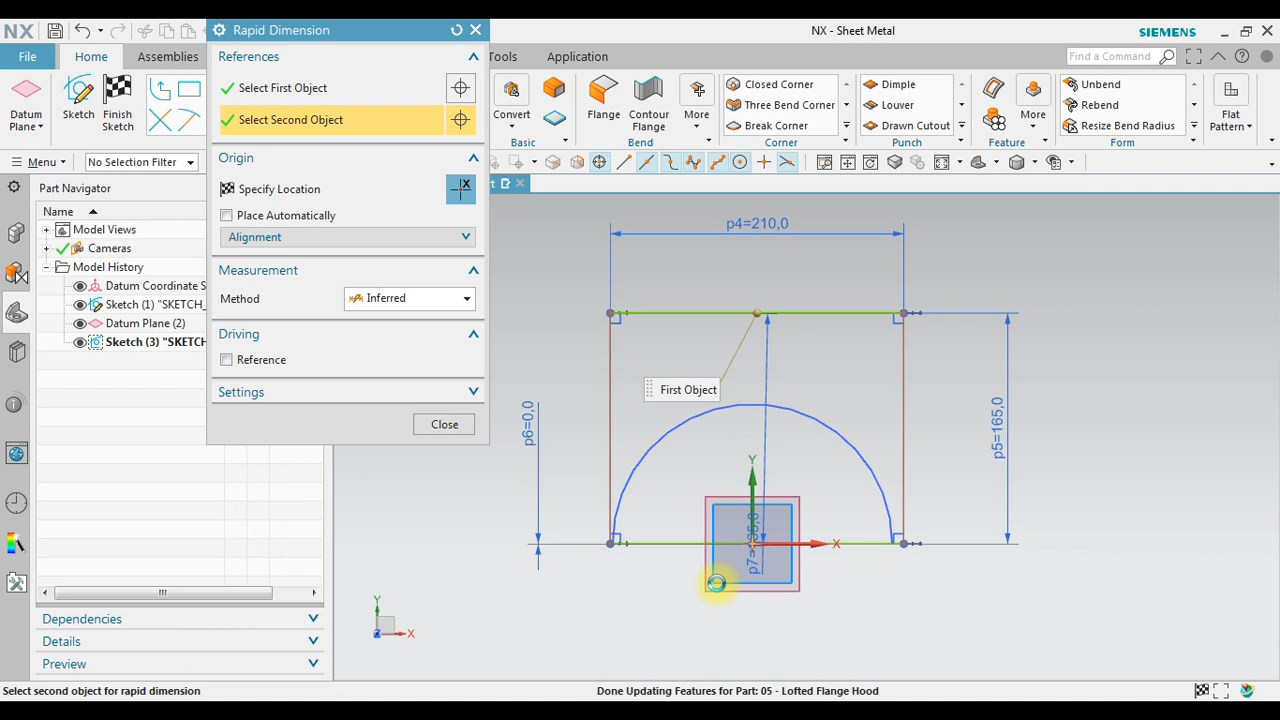 NX
Rapid Dimension
NX - Sheet Metal
SIEMENS
File
Home
Assemblies
Tools
Application
Find a Command
Datum Plane
Sketch
Finish Sketch
Convert
Basic
Flange
Contour Flange
More
Bend
Closed Corner
Three Bend Corner
Break Corner
Corner
Dimple
Louver
Drawn Cutout
Punch
More
Feature
Unbend
Rebend
Resize Bend Radius
Form
Flat Pattern
Menu
No Selection Filter
References
Select First Object
Select Second Object
Origin
Specify Location
Place Automatically
Alignment
Measurement
Method
Inferred
Driving
Reference
Settings
Close
Part Navigator
Name
Model Views
Cameras
Model History
Datum Coordinate S
Sketch (1) "SKETCH_
Datum Plane (2)
Sketch (3) "SKETCH
Dependencies
Details
Preview
p4=210,0
p5=165,0
p6=0,0
First Object
Y
X
Y
X
Z
Select second object for rapid dimension
Done Updating Features for Part: 05 - Lofted Flange Hood